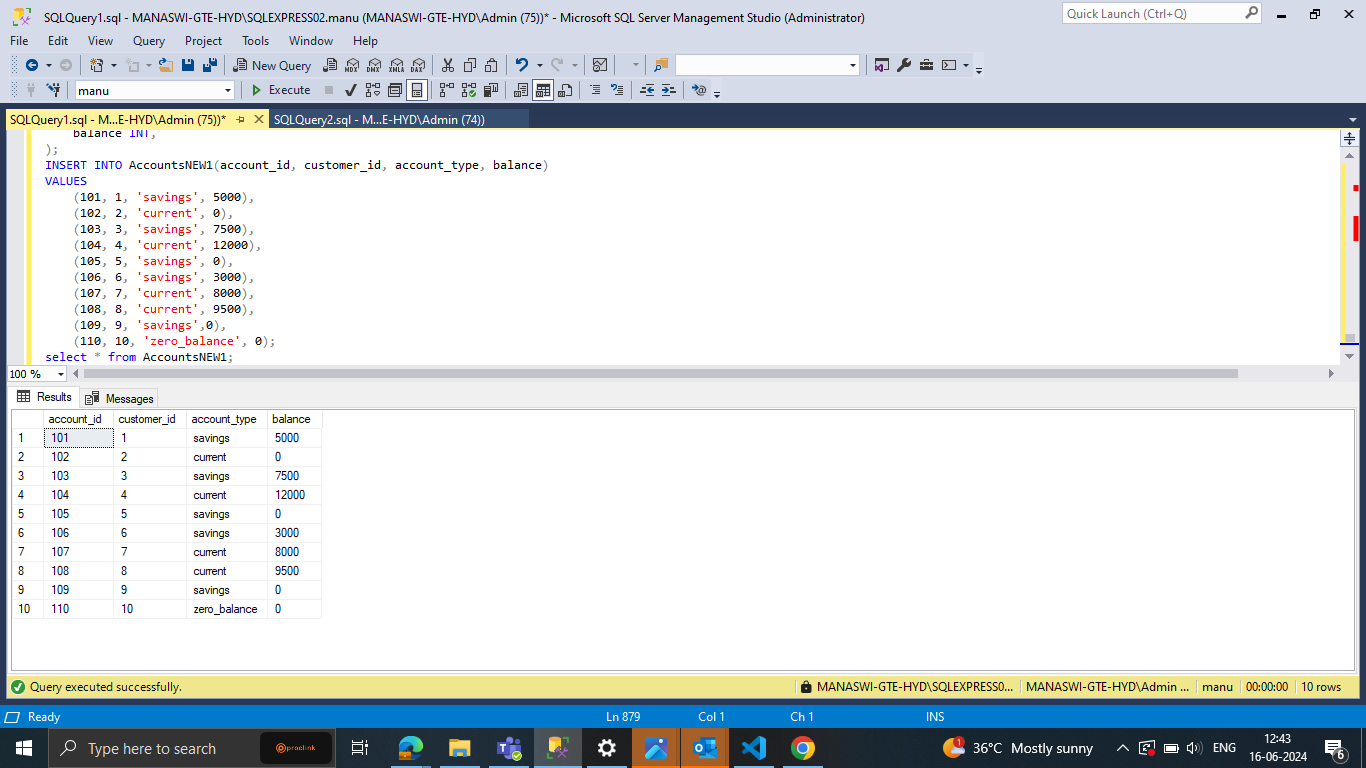 SQLQuery1.sql - MANASWI-GTE-HYD\SQLEXPRESS02.manu (MANASWI-GTE-HYD\Admin (75))* - Microsoft SQL Server Management Studio (Administrator)
Quick Launch (Ctrl+Q)
File Edit View Query Project Tools Window Help
New Query
MDX DMX XMLA DAX
manu
Execute
SQLQuery1.sql - M...E-HYD\Admin (75))*
SQLQuery2.sql - M...E-HYD\Admin (74))
balance INT,
);
INSERT INTO AccountsNEW1(account_id, customer_id, account_type, balance)
VALUES
(101, 1, 'savings', 5000),
(102, 2, 'current', 0),
(103, 3, 'savings', 7500),
(104, 4, 'current', 12000),
(105, 5, 'savings', 0),
(106, 6, 'savings', 3000),
(107, 7, 'current', 8000),
(108, 8, 'current', 9500),
(109, 9, 'savings',0),
(110, 10, 'zero_balance', 0);
select * from AccountsNEW1;
100 %
Results Messages
account_id customer_id account_type balance
1 101 1 savings 5000
2 102 2 current 0
3 103 3 savings 7500
4 104 4 current 12000
5 105 5 savings 0
6 106 6 savings 3000
7 107 7 current 8000
8 108 8 current 9500
9 109 9 savings 0
10 110 10 zero_balance 0
Query executed successfully.
MANASWI-GTE-HYD\SQLEXPRESS0... MANASWI-GTE-HYD\Admin ... manu 00:00:00 10 rows
Ready
Ln 879 Col 1 Ch 1 INS
Type here to search
proclink
1
36°C Mostly sunny
ENG
12:43
16-06-2024
6